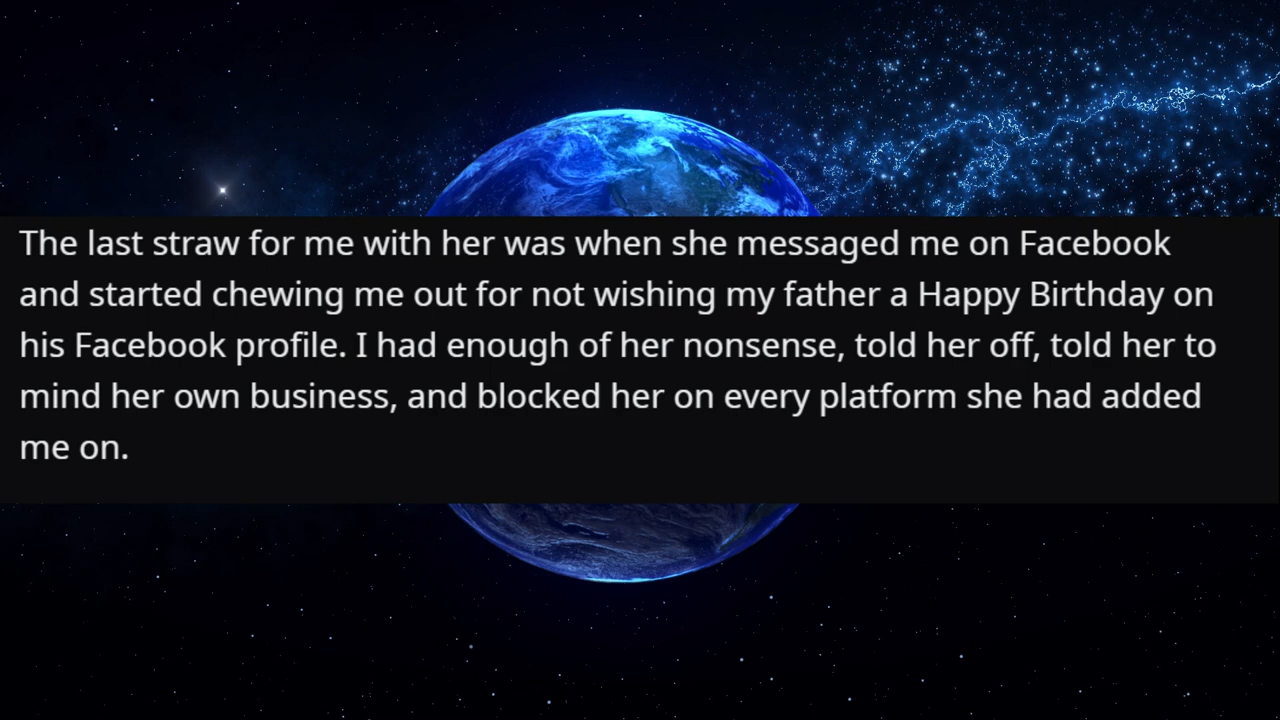 The last straw for me with her was when she messaged me on Facebook
and started chewing me out for not wishing my father a Happy Birthday on
his Facebook profile. I had enough of her nonsense, told her off, told her to
mind her own business, and blocked her on every platform she had added
me on.